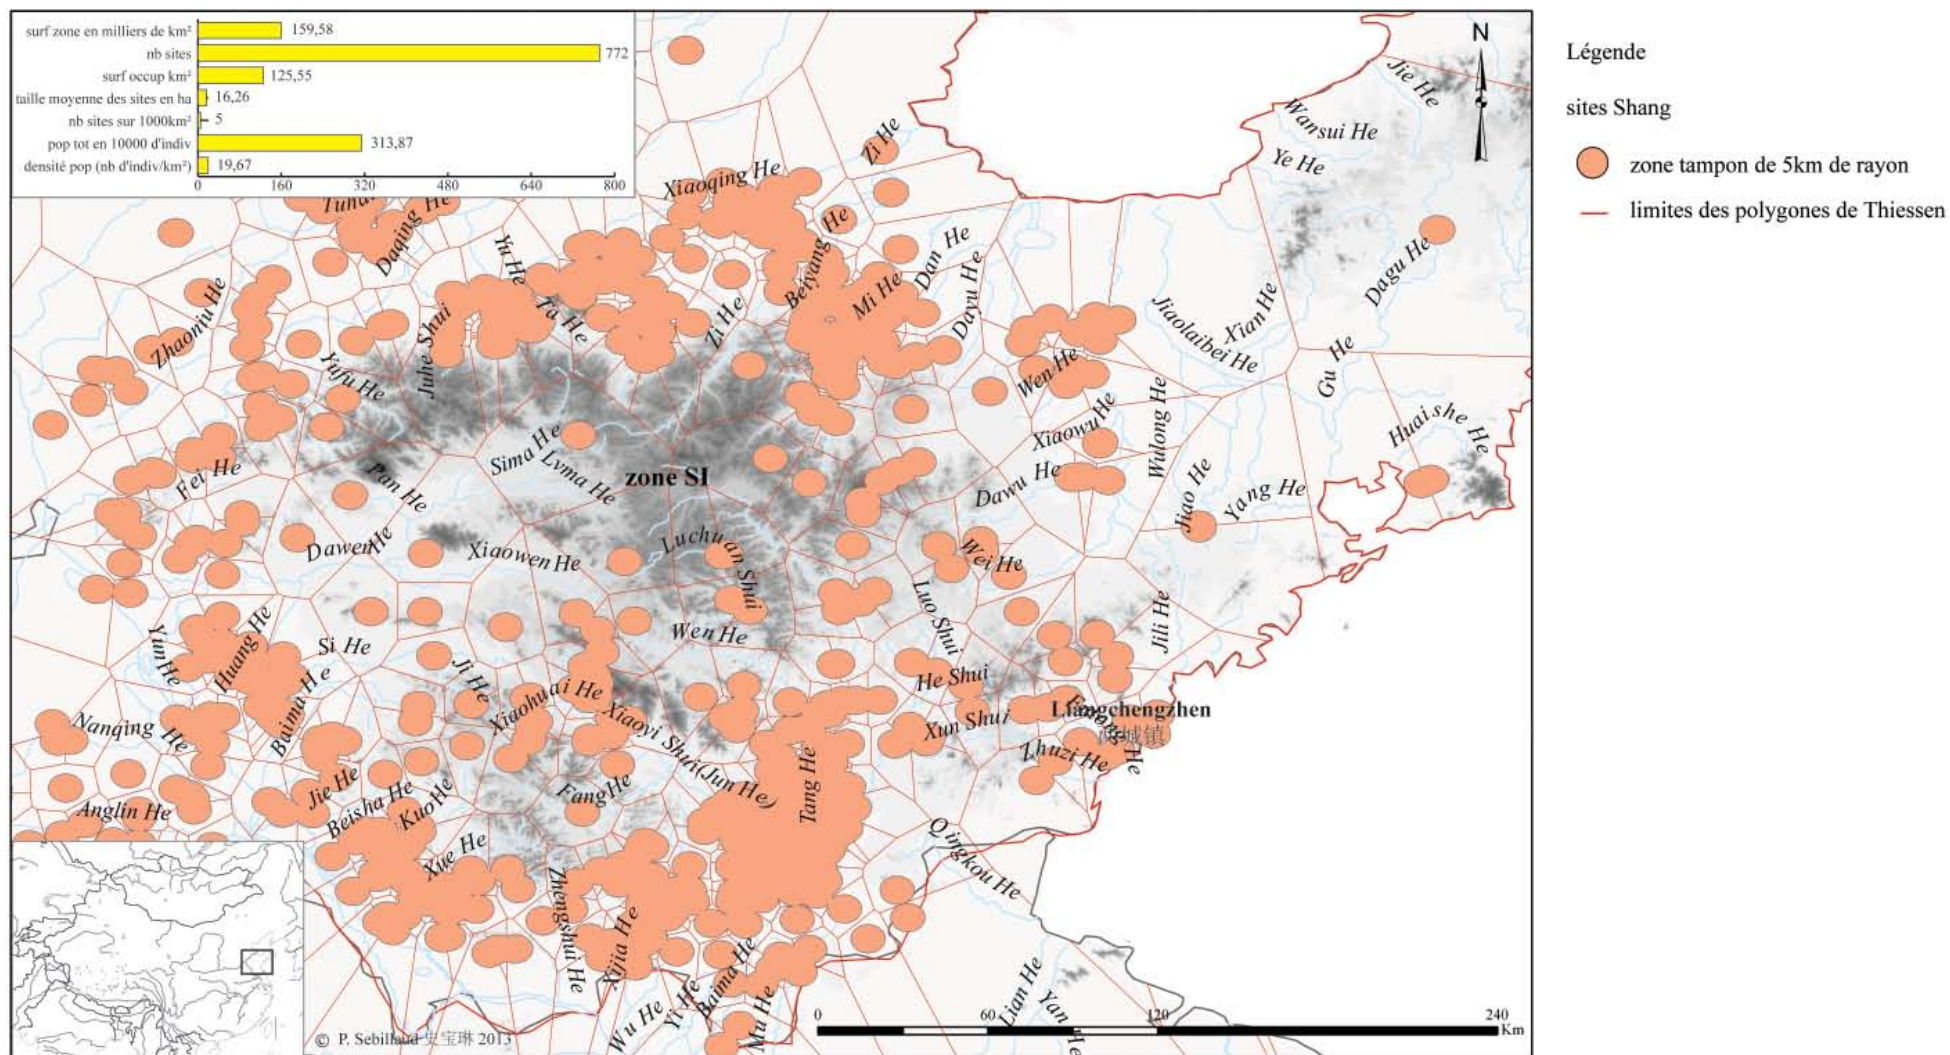 surf zone en milliers de km² 159,58
nb sites 772
surf occup km² 125,55
taille moyenne des sites en ha 16,26
nb sites sur 1000km² 5
pop tot en 10000 d'indiv 313,87
densité pop (nb d'indiv/km²) 19,67
0 160 320 480 640 800
N
Légende
sites Shang
zone tampon de 5km de rayon
limites des polygones de Thiessen
Jie He
Wansui He
Ye He
Zi He
Xiaoqing He
Daqing He
Yu He
Beiyang He
Dan He
Dayu He
Mi He
Dagu He
Zhaoniu He
Juhe Shui
Ta He
Zi He
Jiaolaibei He
Xian He
Gu He
Yufu He
Wen He
Xiaowu He
Wulong He
Huaishe He
Fei He
Pan He
Sima He
Lvma He
zone SI
Dawu He
Jiao He
Yang He
Dawen He
Xiaowen He
Luchuan Shui
Wei He
Luo Shui
Jili He
Yun He
Huang He
Si He
Wen He
Baima He
Ji He
Xiaohuai He
He Shui
Nanqing He
Xiaoyi Shui (Jun He)
Xun Shui
Liangchengzhen
两城镇
Zhuzi He
Tang He
Jie He
Beisha He
Kuo He
Fang He
Anglin He
Xue He
Qingkou He
Zhengshui He
Xijia He
Baima He
Yi He
Wu He
Mu He
Lian He
Yan He
0 60 120 240
Km
© P. Sebillaud 史宝琳 2013